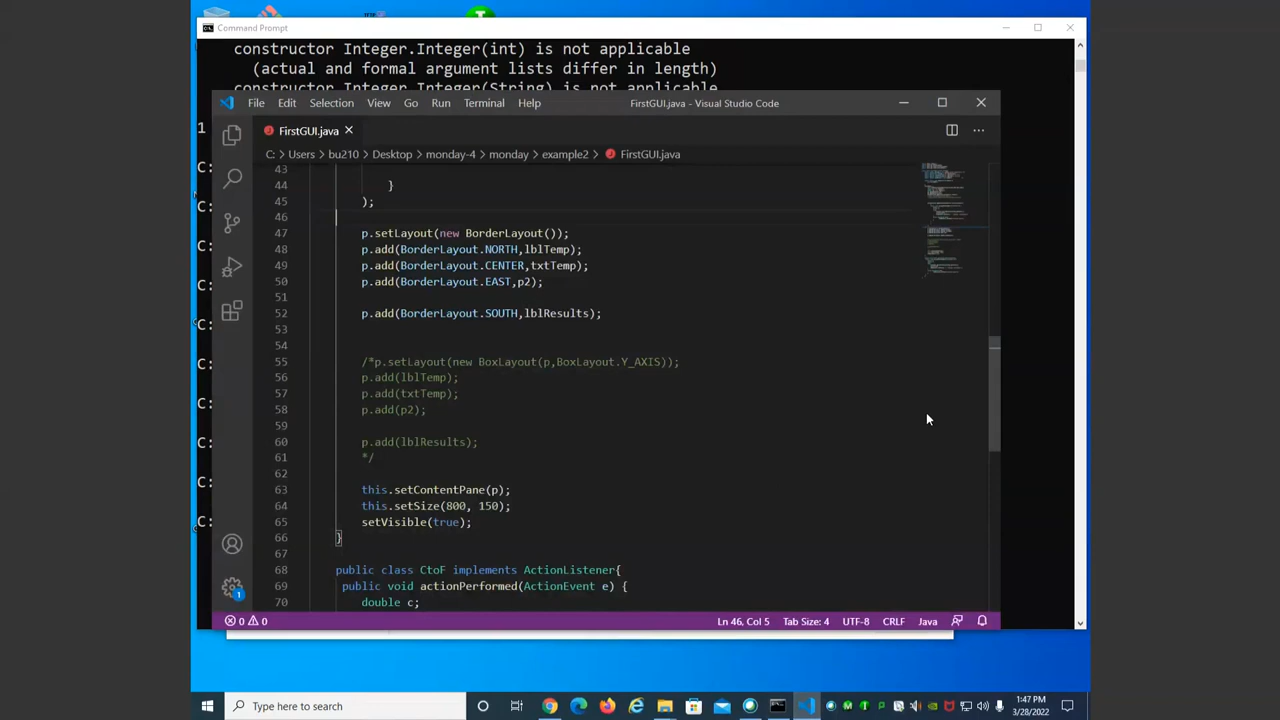 Command Prompt
constructor Integer.Integer(int) is not applicable
(actual and formal argument lists differ in length)
constructor Integer.Integer(String) is not applicable
File Edit Selection View Go Run Terminal Help FirstGUI.java - Visual Studio Code
FirstGUI.java
C: > Users > bu210 > Desktop > monday-4 > monday > example2 > FirstGUI.java
43
44 }
45 );
46
47 p.setLayout(new BorderLayout());
48 p.add(BorderLayout.NORTH,lblTemp);
49 p.add(BorderLayout.CENTER,txtTemp);
50 p.add(BorderLayout.EAST,p2);
51
52 p.add(BorderLayout.SOUTH,lblResults);
53
54
55 /*p.setLayout(new BoxLayout(p,BoxLayout.Y_AXIS));
56 p.add(lblTemp);
57 p.add(txtTemp);
58 p.add(p2);
59
60 p.add(lblResults);
61 */
62
63 this.setContentPane(p);
64 this.setSize(800, 150);
65 setVisible(true);
66 }
67
68 public class CtoF implements ActionListener{
69 public void actionPerformed(ActionEvent e) {
70 double c;
1
C:
C:
C:
C:
C:
C:
C:
C:
C:
C:
1
0 0 Ln 46, Col 5 Tab Size: 4 UTF-8 CRLF Java
Type here to search
1:47 PM
3/28/2022